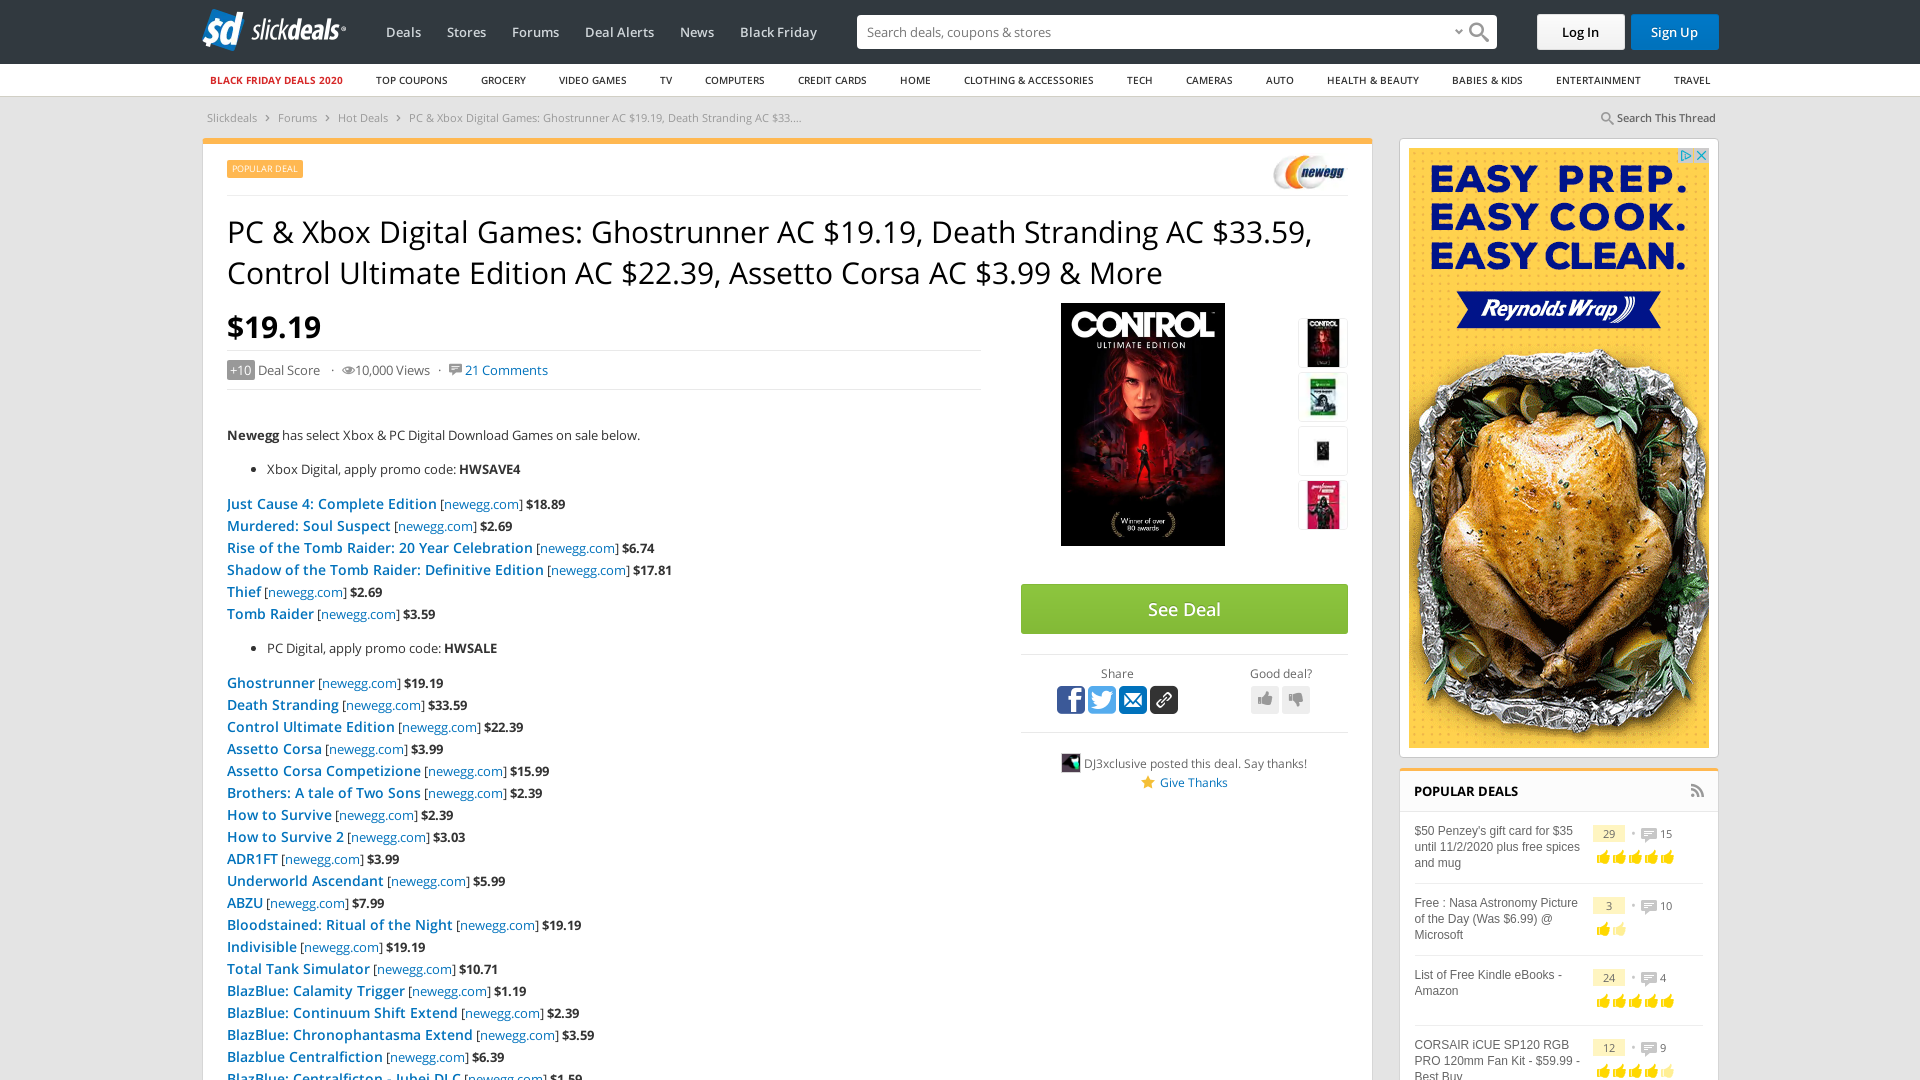 sd slickdeals
Deals Stores Forums Deal Alerts News Black Friday Search deals, coupons & stores Log In Sign Up
BLACK FRIDAY DEALS 2020 TOP COUPONS GROCERY VIDEO GAMES TV COMPUTERS CREDIT CARDS HOME CLOTHING & ACCESSORIES TECH CAMERAS AUTO HEALTH & BEAUTY BABIES & KIDS ENTERTAINMENT TRAVEL
Slickdeals > Forums > Hot Deals > PC & Xbox Digital Games: Ghostrunner AC $19.19, Death Stranding AC $33.... Search This Thread
POPULAR DEAL newegg
PC & Xbox Digital Games: Ghostrunner AC $19.19, Death Stranding AC $33.59,
Control Ultimate Edition AC $22.39, Assetto Corsa AC $3.99 & More
$19.19
+10 Deal Score · 10,000 Views · 21 Comments
Newegg has select Xbox & PC Digital Download Games on sale below.
• Xbox Digital, apply promo code: HWSAVE4
Just Cause 4: Complete Edition [newegg.com] $18.89
Murdered: Soul Suspect [newegg.com] $2.69
Rise of the Tomb Raider: 20 Year Celebration [newegg.com] $6.74
Shadow of the Tomb Raider: Definitive Edition [newegg.com] $17.81
Thief [newegg.com] $2.69
Tomb Raider [newegg.com] $3.59
• PC Digital, apply promo code: HWSALE
Ghostrunner [newegg.com] $19.19
Death Stranding [newegg.com] $33.59
Control Ultimate Edition [newegg.com] $22.39
Assetto Corsa [newegg.com] $3.99
Assetto Corsa Competizione [newegg.com] $15.99
Brothers: A tale of Two Sons [newegg.com] $2.39
How to Survive [newegg.com] $2.39
How to Survive 2 [newegg.com] $3.03
ADR1FT [newegg.com] $3.99
Underworld Ascendant [newegg.com] $5.99
ABZU [newegg.com] $7.99
Bloodstained: Ritual of the Night [newegg.com] $19.19
Indivisible [newegg.com] $19.19
Total Tank Simulator [newegg.com] $10.71
BlazBlue: Calamity Trigger [newegg.com] $1.19
BlazBlue: Continuum Shift Extend [newegg.com] $2.39
BlazBlue: Chronophantasma Extend [newegg.com] $3.59
Blazblue Centralfiction [newegg.com] $6.39
BlazBlue: Centralficton - Jubei DLC [newegg.com] $1.59
CONTROL
ULTIMATE EDITION
Winner of over
80 awards
CONTROL
See Deal
Share Good deal?
DJ3xclusive posted this deal. Say thanks!
Give Thanks
EASY PREP.
EASY COOK.
EASY CLEAN.
Reynolds Wrap
POPULAR DEALS
$50 Penzey's gift card for $35
until 11/2/2020 plus free spices
and mug
29 · 15
Free : Nasa Astronomy Picture
of the Day (Was $6.99) @
Microsoft
3 · 10
List of Free Kindle eBooks -
Amazon
24 · 4
CORSAIR iCUE SP120 RGB
PRO 120mm Fan Kit - $59.99 -
Best Buy
12 · 9